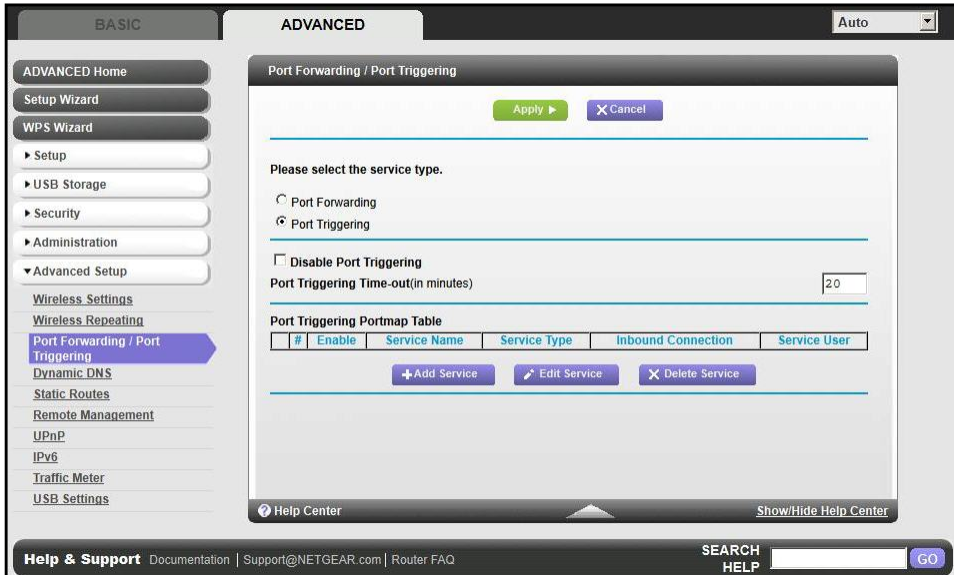 BASIC
ADVANCED
Auto
ADVANCED Home
Setup Wizard
WPS Wizard
Setup
USB Storage
Security
Administration
Advanced Setup
Wireless Settings
Wireless Repeating
Port Forwarding / Port
Triggering
Dynamic DNS
Static Routes
Remote Management
UPnP
IPv6
Traffic Meter
USB Settings
Port Forwarding / Port Triggering
Apply
Cancel
Please select the service type.
Port Forwarding
Port Triggering
Disable Port Triggering
Port Triggering Time-out(in minutes) 20
Port Triggering Portmap Table
# Enable Service Name Service Type Inbound Connection Service User
Add Service Edit Service Delete Service
Help Center Show/Hide Help Center
Help & Support Documentation | Support@NETGEAR.com | Router FAQ
SEARCH
HELP
GO